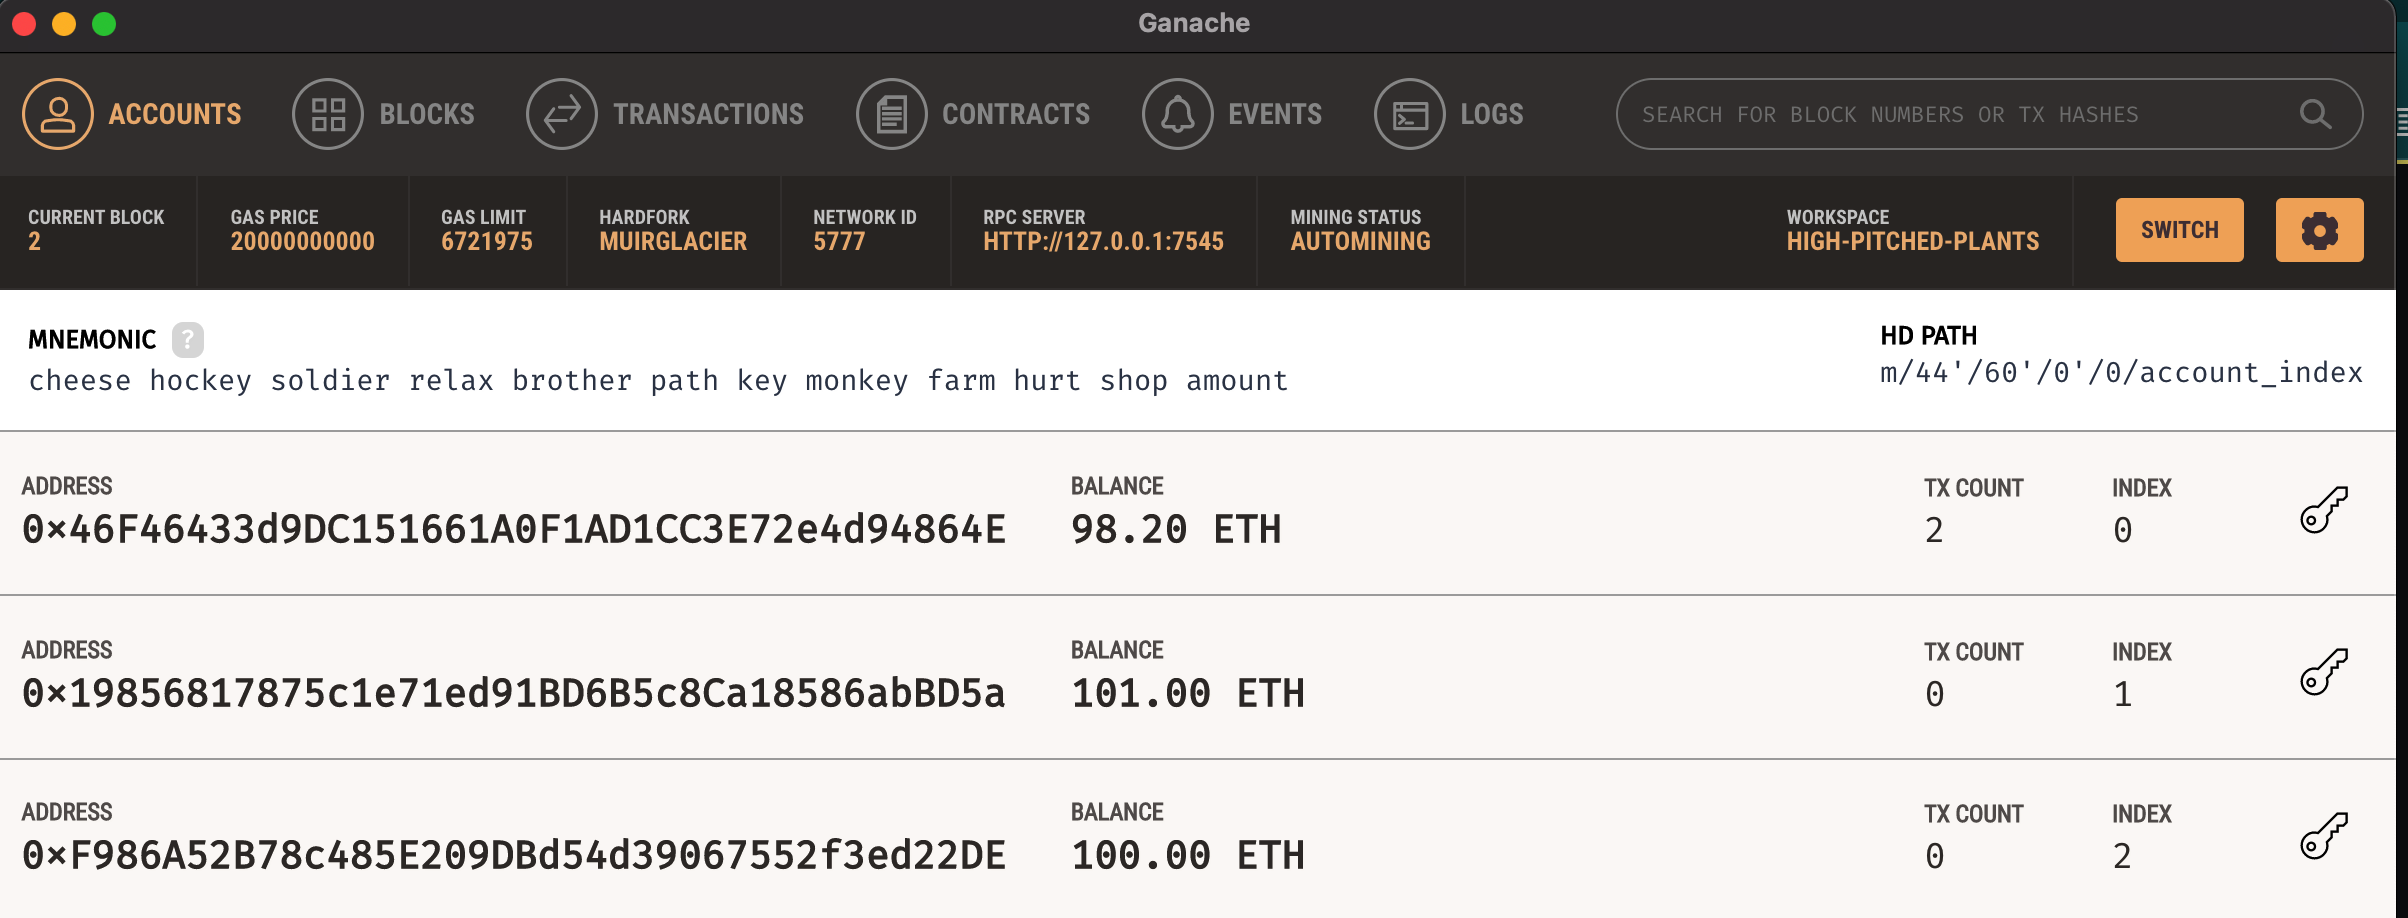 Ganache
ACCOUNTS BLOCKS TRANSACTIONS CONTRACTS EVENTS LOGS SEARCH FOR BLOCK NUMBERS OR TX HASHES
CURRENT BLOCK GAS PRICE GAS LIMIT HARDFORK NETWORK ID RPC SERVER MINING STATUS WORKSPACE
2 20000000000 6721975 MUIRGLACIER 5777 HTTP://127.0.0.1:7545 AUTOMINING HIGH-PITCHED-PLANTS SWITCH
MNEMONIC ? HD PATH
cheese hockey soldier relax brother path key monkey farm hurt shop amount m/44'/60'/0'/0/account_index
ADDRESS BALANCE TX COUNT INDEX
0×46F46433d9DC151661A0F1AD1CC3E72e4d94864E 98.20 ETH 2 0
ADDRESS BALANCE TX COUNT INDEX
0×19856817875c1e71ed91BD6B5c8Ca18586abBD5a 101.00 ETH 0 1
ADDRESS BALANCE TX COUNT INDEX
0×F986A52B78c485E209DBd54d39067552f3ed22DE 100.00 ETH 0 2